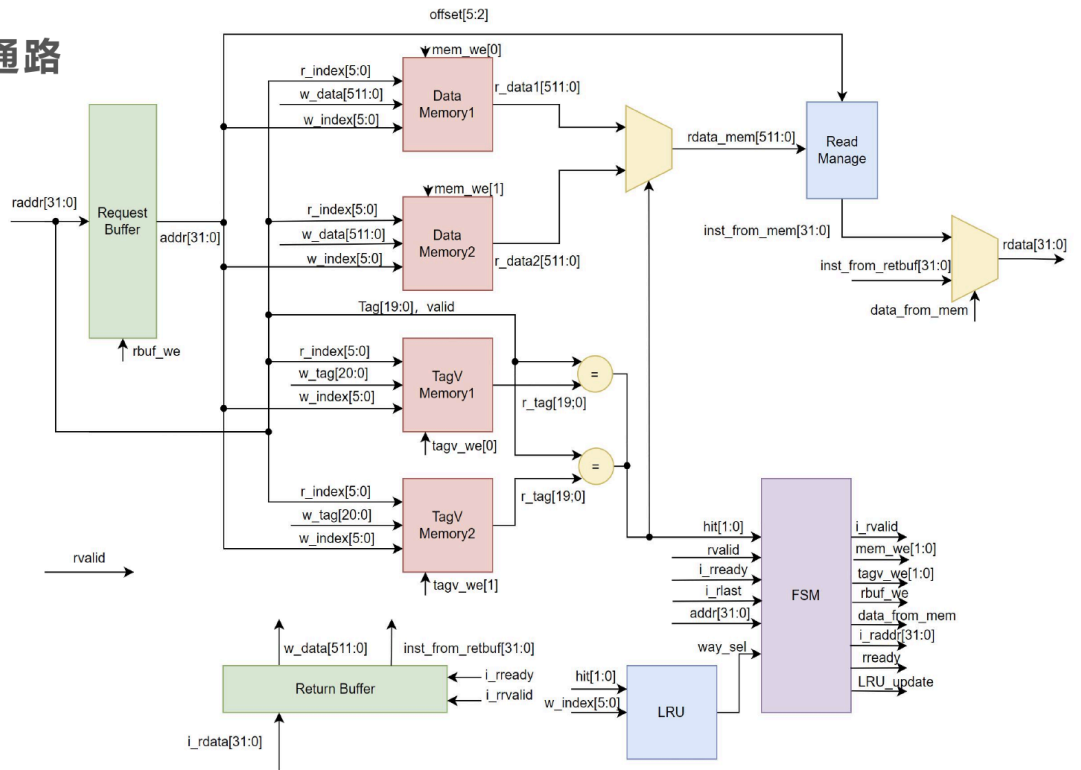 通路
offset[5:2]
mem_we[0]
r_index[5:0]
w_data[511:0]
w_index[5:0]
Data
Memory1
r_data1[511:0]
rdata_mem[511:0]
Read
Manage
raddr[31:0]
Request
Buffer
addr[31:0]
rbuf_we
mem_we[1]
r_index[5:0]
w_data[511:0]
w_index[5:0]
Data
Memory2
r_data2[511:0]
inst_from_mem[31:0]
inst_from_retbuf[31:0]
rdata[31:0]
data_from_mem
Tag[19:0], valid
r_index[5:0]
w_tag[20:0]
w_index[5:0]
TagV
Memory1
=
r_tag[19;0]
tagv_we[0]
=
r_tag[19:0]
r_index[5:0]
w_tag[20:0]
w_index[5:0]
TagV
Memory2
tagv_we[1]
rvalid
hit[1:0]
rvalid
i_rready
i_rlast
addr[31:0]
way_sel
FSM
i_rvalid
mem_we[1:0]
tagv_we[1:0]
rbuf_we
data_from_mem
i_raddr[31:0]
rready
LRU_update
w_data[511:0]
inst_from_retbuf[31:0]
Return Buffer
i_rready
i_rrvalid
i_rdata[31:0]
hit[1:0]
w_index[5:0]
LRU